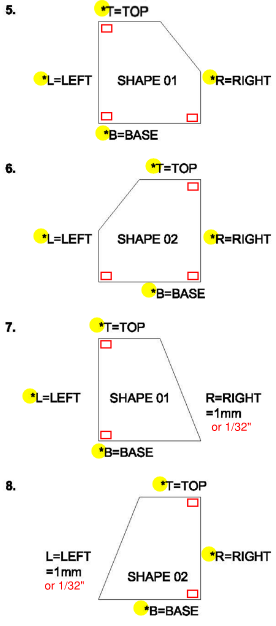 5.
*T=TOP
*L=LEFT SHAPE 01 *R=RIGHT
*B=BASE
6.
*T=TOP
*L=LEFT SHAPE 02 *R=RIGHT
*B=BASE
7.
*T=TOP
*L=LEFT SHAPE 01 R=RIGHT
=1mm
or 1/32"
*B=BASE
8.
*T=TOP
L=LEFT *R=RIGHT
=1mm SHAPE 02
or 1/32"
*B=BASE